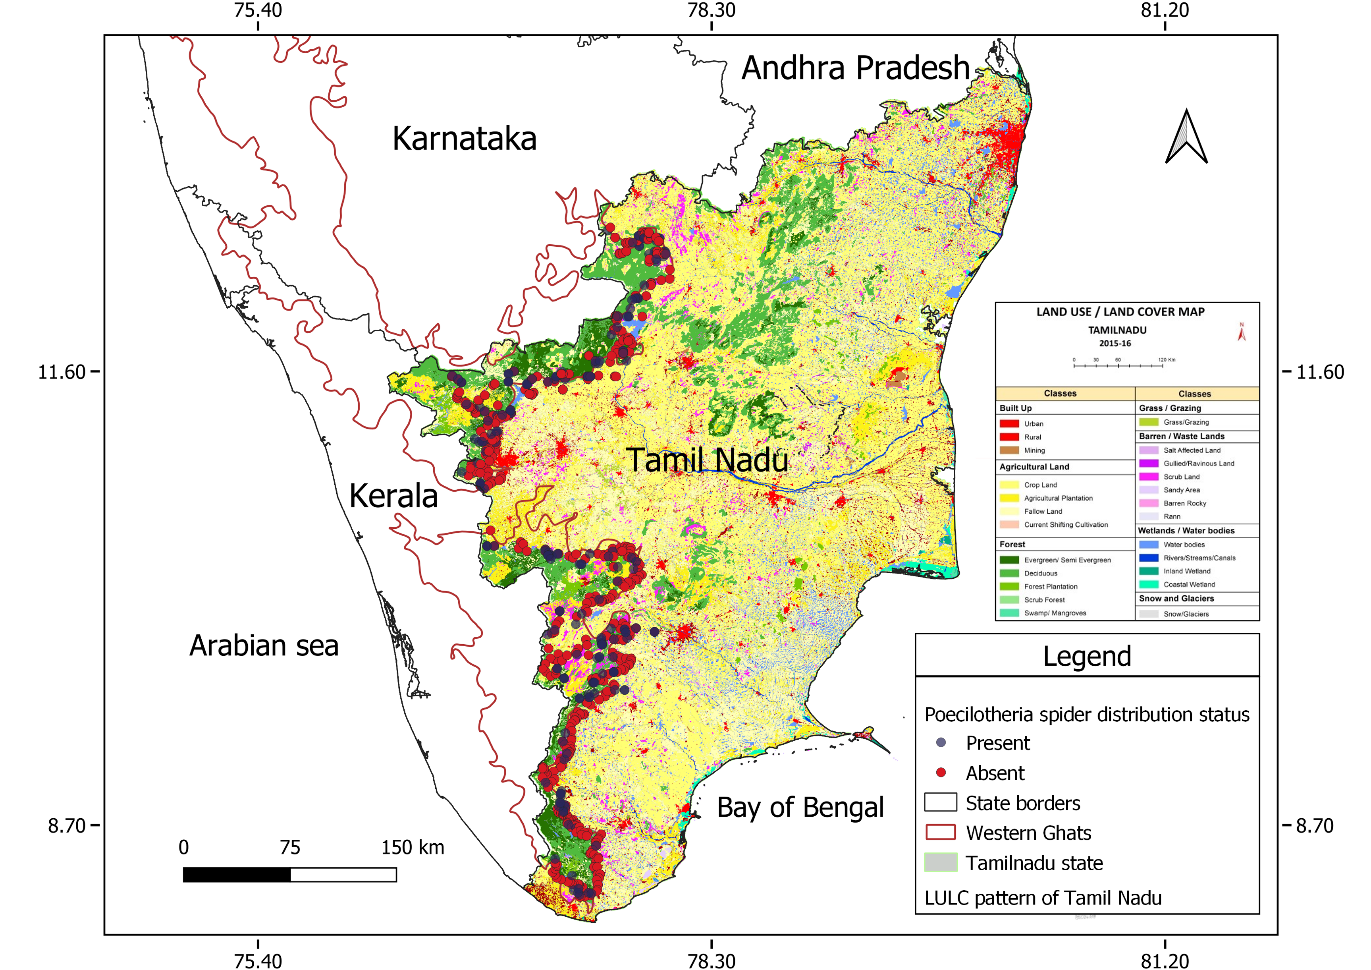 75.40 78.30 81.20
Andhra Pradesh
Karnataka
11.60 11.60
Tamil Nadu
Kerala
Arabian sea
Bay of Bengal
8.70 8.70
0 75 150 km
75.40 78.30 81.20
LAND USE / LAND COVER MAP
TAMILNADU
2015-16
N
0 30 60 120 Km
Classes
Built Up
Urban
Rural
Mining
Agricultural Land
Crop Land
Agricultural Plantation
Fallow Land
Current Shifting Cultivation
Forest
Evergreen/ Semi Evergreen
Deciduous
Forest Plantation
Scrub Forest
Swamp/ Mangroves
Classes
Grass / Grazing
Grass/Grazing
Barren / Waste Lands
Salt Affected Land
Gullied/Ravinous Land
Scrub Land
Sandy Area
Barren Rocky
Rann
Wetlands / Water bodies
Water bodies
Rivers/Streams/Canals
Inland Wetland
Coastal Wetland
Snow and Glaciers
Snow/Glaciers
Legend
Poecilotheria spider distribution status
Present
Absent
State borders
Western Ghats
Tamilnadu state
LULC pattern of Tamil Nadu